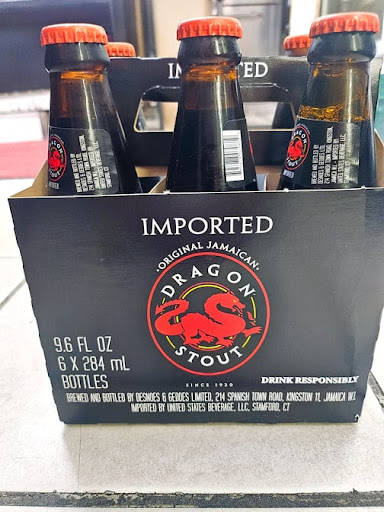 IMPORTED
DRAGON
STOUT
IMPORTED
ORIGINAL JAMAICAN
DRAGON
STOUT
SINCE 1920
9.6 FL OZ
6 X 284 mL
BOTTLES
DRINK RESPONSIBLY
BREWED AND BOTTLED BY DESNOES & GEDDES LIMITED, 214 SPANISH TOWN ROAD, KINGSTON 11, JAMAICA W.I.
IMPORTED BY UNITED STATES BEVERAGE, LLC, STAMFORD, CT